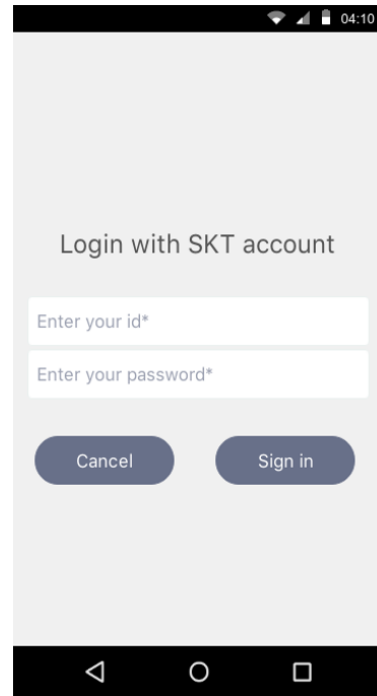 04:10
Login with SKT account
Enter your id*
Enter your password*
Cancel Sign in